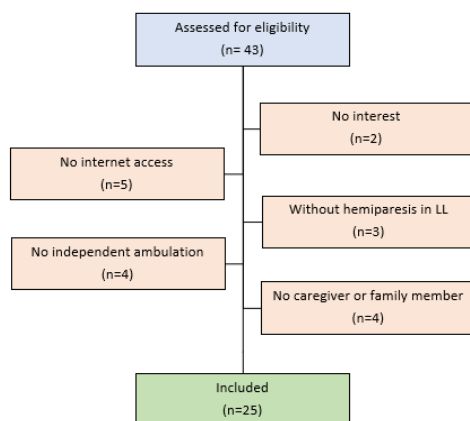 Assessed for eligibility
(n= 43)
No interest
(n=2)
No internet access
(n=5)
Without hemiparesis in LL
(n=3)
No independent ambulation
(n=4)
No caregiver or family member
(n=4)
Included
(n=25)